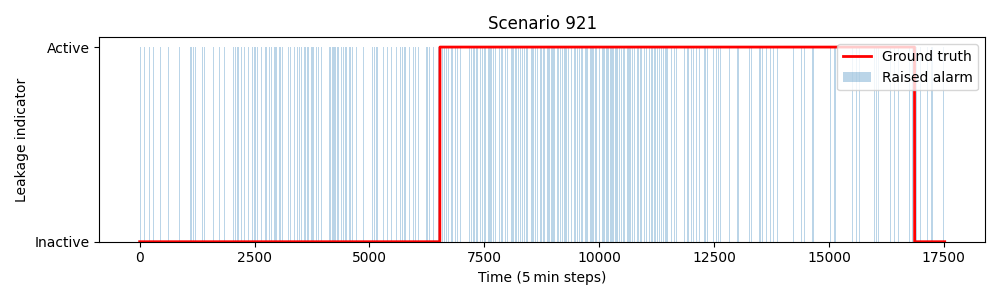 Scenario 921
Active
Inactive
Leakage indicator
Ground truth
Raised alarm
0 2500 5000 7500 10000 12500 15000 17500
Time (5 min steps)